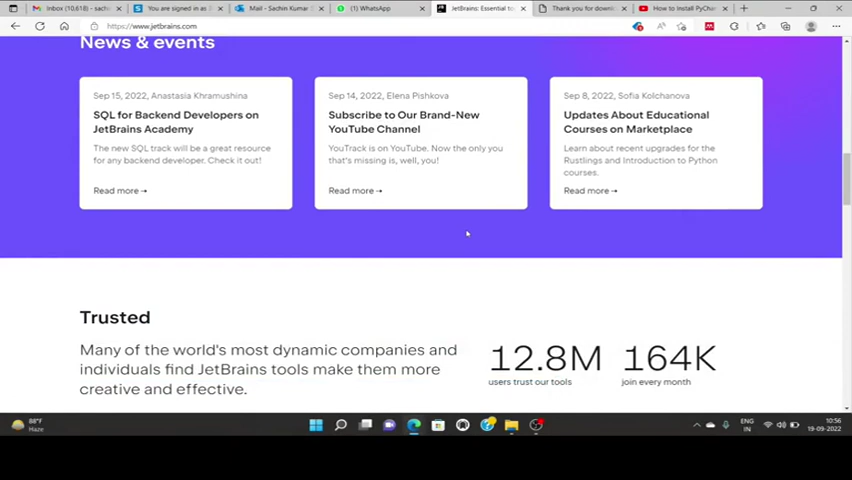 Inbox (10,618) - sach
You are signed in as
Mail - Sachin Kumar S
(1) WhatsApp
JetBrains: Essential to
Thank you for downlo
How to Install PyChar
https://www.jetbrains.com
News & events
Sep 15, 2022, Anastasia Khramushina
SQL for Backend Developers on
JetBrains Academy
The new SQL track will be a great resource
for any backend developer. Check it out!
Read more →
Sep 14, 2022, Elena Pishkova
Subscribe to Our Brand-New
YouTube Channel
YouTrack is on YouTube. Now the only you
that's missing is, well, you!
Read more →
Sep 8, 2022, Sofia Kolchanova
Updates About Educational
Courses on Marketplace
Learn about recent upgrades for the
Rustlings and Introduction to Python
courses.
Read more →
Trusted
Many of the world's most dynamic companies and
individuals find JetBrains tools make them more
creative and effective.
12.8M
users trust our tools
164K
join every month
88°F
Haze
ENG
IN
10:56
19-09-2022